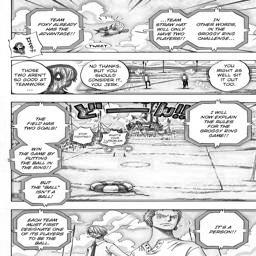 IN OTHER
WORDS,
IN THE
GROGGY RING
CHALLENGE...
TEAM
STRAW HAT
WILL ONLY
HAVE TWO
PLAYERS!!
TEAM
FOXY ALREADY
HAS THE
ADVANTAGE!!
TWEET
YOU
MIGHT AS
WELL SIT
OUT
TOO.
NO THANKS.
BUT YOU
SHOULD
CONSIDER
IT,
YOU JERK.
THOSE
TWO AREN'T
SO GOOD AT
TEAMWORK
...
I WILL
NOW EXPLAIN
THE RULES
FOR THE
GROGGY RING
GAME!!
THE
FIELD HAS
TWO GOALS!
WIN
THE GAME BY
PUTTING THE
BALL IN
THE RING!!
BUT
THE "BALL"
ISN'T A
BALL!
IT'S A
PERSON!!
EACH
TEAM MUST FIRST
DESIGNATE ONE
OF ITS PLAYERS
TO BE THE
BALL.